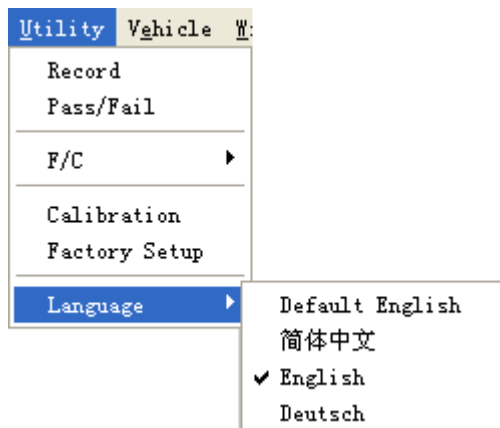 Utility Vehicle
Record
Pass/Fail
F/C
Calibration
Factory Setup
Language
Default English
简体中文
English
Deutsch